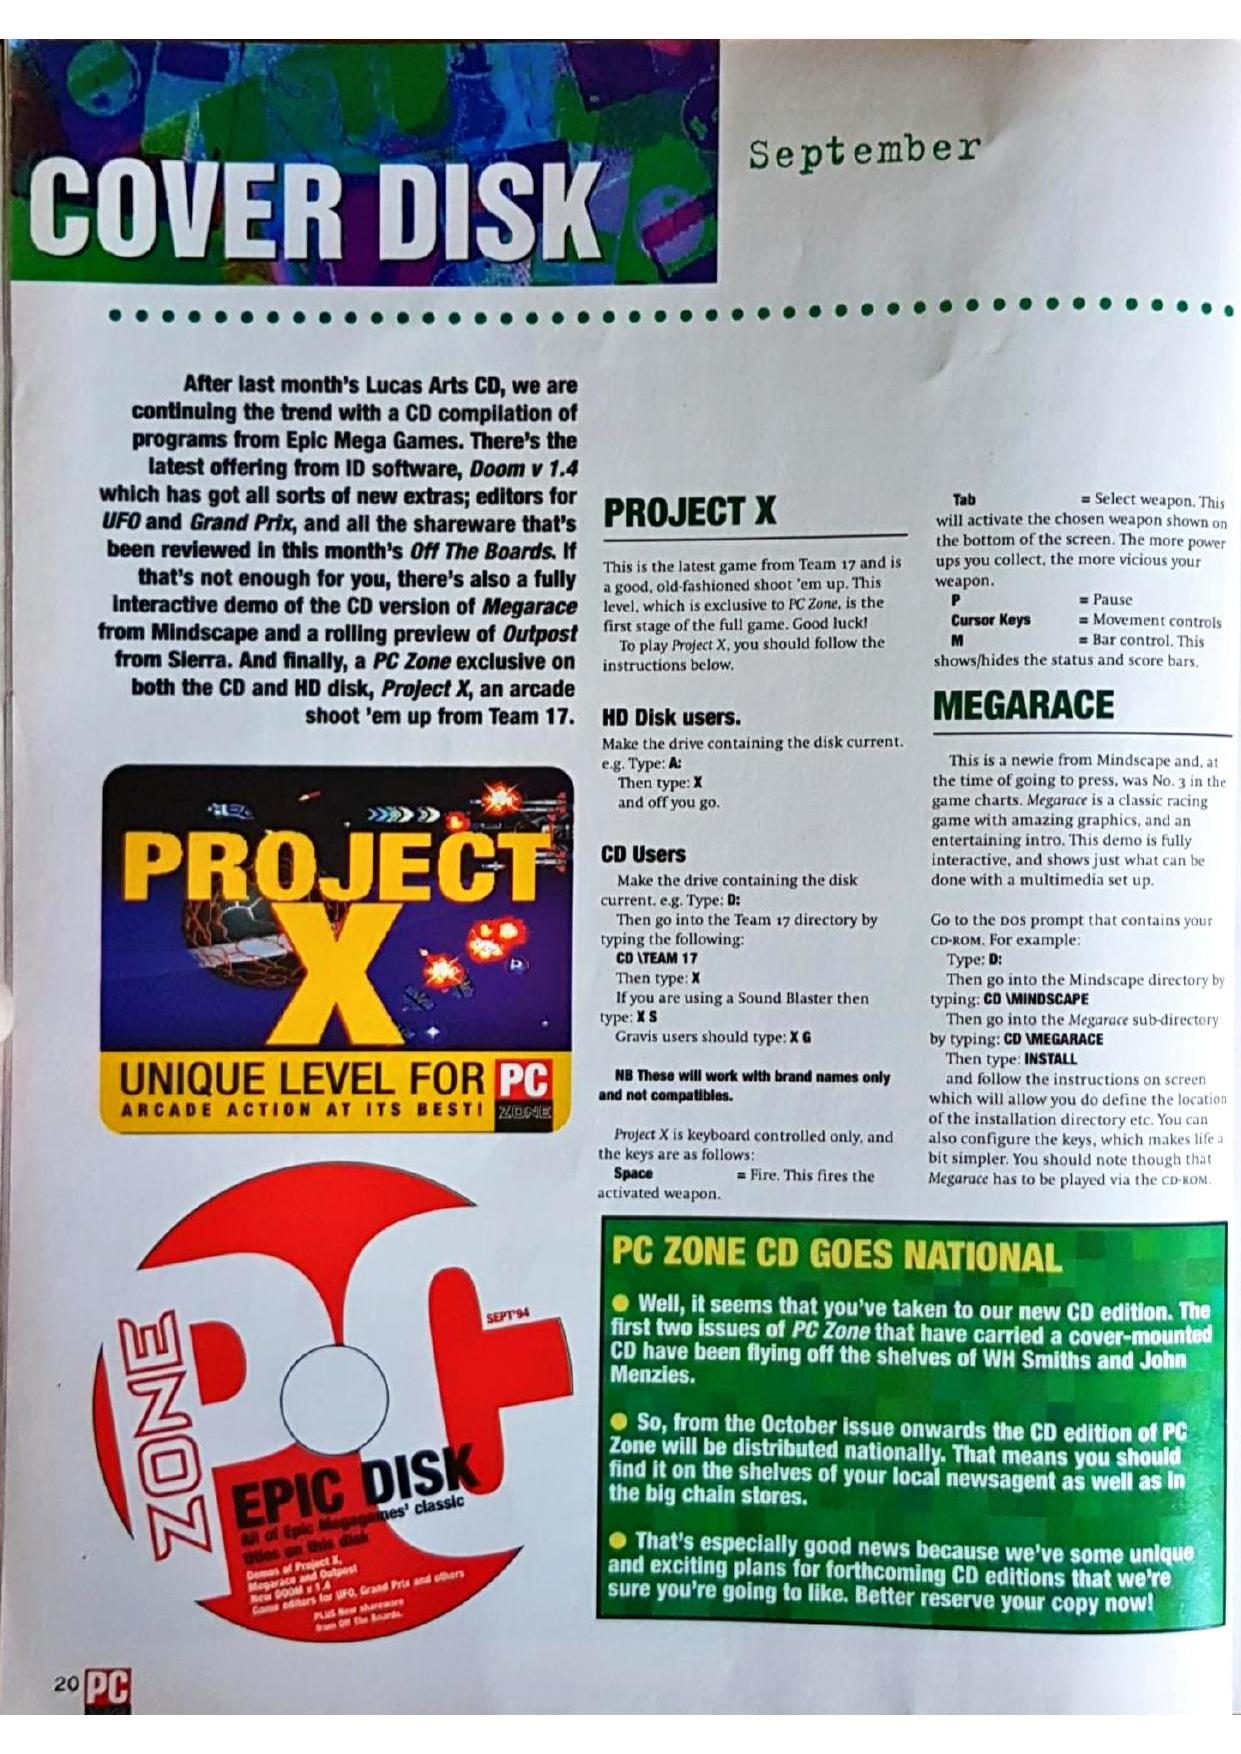 COVER DISK
September
After last month's Lucas Arts CD, we are
continuing the trend with a CD compilation of
programs from Epic Mega Games. There's the
latest offering from ID software, Doom v 1.4
which has got all sorts of new extras; editors for
UFO and Grand Prix, and all the shareware that's
been reviewed in this month's Off The Boards. If
that's not enough for you, there's also a fully
interactive demo of the CD version of Megarace
from Mindscape and a rolling preview of Outpost
from Sierra. And finally, a PC Zone exclusive on
both the CD and HD disk, Project X, an arcade
shoot 'em up from Team 17.
PROJECT
X
UNIQUE LEVEL FOR PC
ARCADE ACTION AT ITS BEST! ZONE
PC
ZONE
SEPT'94
EPIC DISK
All of Epic Megagames' classic
titles on this disk
Demos of Project X,
Megarace and Outpost
New DOOM v 1.4
Game editors for UFO, Grand Prix and others
PLUS New shareware
from Off The Boards.
PROJECT X
This is the latest game from Team 17 and is
a good, old-fashioned shoot 'em up. This
level, which is exclusive to PC Zone, is the
first stage of the full game. Good luck!
To play Project X, you should follow the
instructions below.
HD Disk users.
Make the drive containing the disk current.
e.g. Type: A:
Then type: X
and off you go.
CD Users
Make the drive containing the disk
current. e.g. Type: D:
Then go into the Team 17 directory by
typing the following:
CD \TEAM 17
Then type: X
If you are using a Sound Blaster then
type: X S
Gravis users should type: X G
NB These will work with brand names only
and not compatibles.
Project X is keyboard controlled only, and
the keys are as follows:
Space = Fire. This fires the
activated weapon.
Tab = Select weapon. This
will activate the chosen weapon shown on
the bottom of the screen. The more power
ups you collect, the more vicious your
weapon.
P = Pause
Cursor Keys = Movement controls
M = Bar control. This
shows/hides the status and score bars.
MEGARACE
This is a newie from Mindscape and, at
the time of going to press, was No. 3 in the
game charts. Megarace is a classic racing
game with amazing graphics, and an
entertaining intro. This demo is fully
interactive, and shows just what can be
done with a multimedia set up.
Go to the DOS prompt that contains your
CD-ROM. For example:
Type: D:
Then go into the Mindscape directory by
typing: CD \MINDSCAPE
Then go into the Megarace sub-directory
by typing: CD \MEGARACE
Then type: INSTALL
and follow the instructions on screen
which will allow you do define the location
of the installation directory etc. You can
also configure the keys, which makes life a
bit simpler. You should note though that
Megarace has to be played via the CD-ROM.
PC ZONE CD GOES NATIONAL
● Well, it seems that you've taken to our new CD edition. The
first two issues of PC Zone that have carried a cover-mounted
CD have been flying off the shelves of WH Smiths and John
Menzies.
● So, from the October issue onwards the CD edition of PC
Zone will be distributed nationally. That means you should
find it on the shelves of your local newsagent as well as in
the big chain stores.
● That's especially good news because we've some unique
and exciting plans for forthcoming CD editions that we're
sure you're going to like. Better reserve your copy now!
20 PC